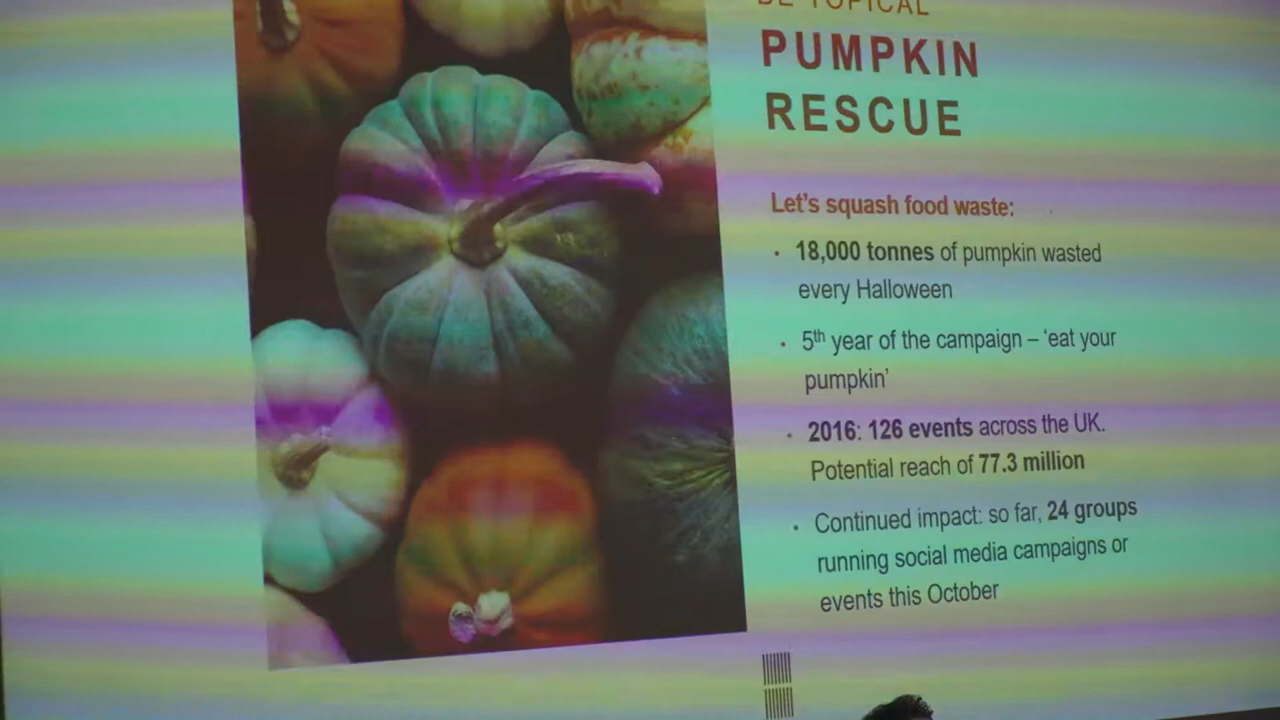 BE TOPICAL
PUMPKIN
RESCUE
Let's squash food waste:
• 18,000 tonnes of pumpkin wasted
every Halloween
• 5th year of the campaign – 'eat your
pumpkin'
• 2016: 126 events across the UK.
Potential reach of 77.3 million
• Continued impact: so far, 24 groups
running social media campaigns or
events this October